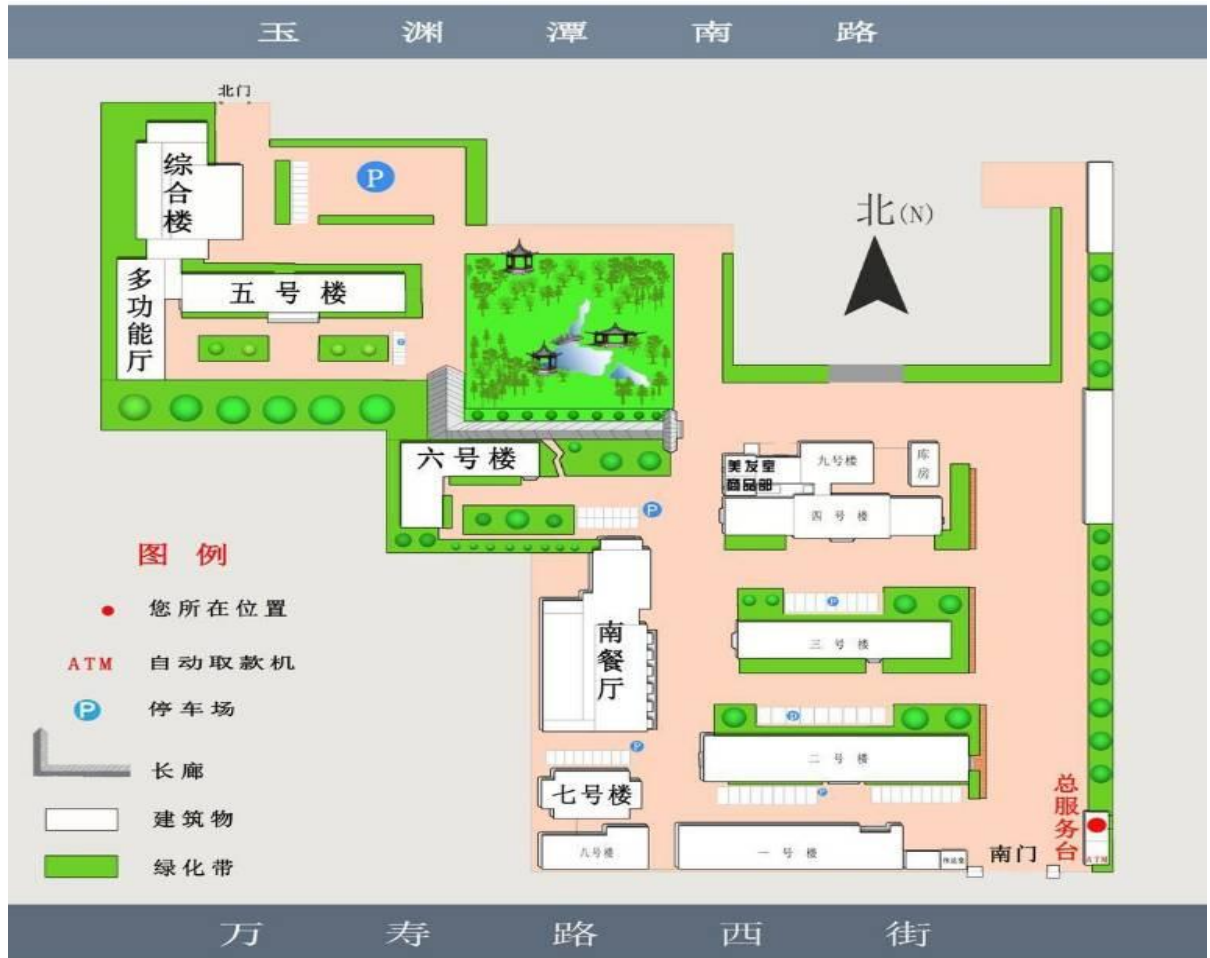 玉渊潭南路
北门
综合楼
P
北(N)
多功能厅
五号楼
P
六号楼
美发室
商品部
九号楼
库房
P
四号楼
图例
您所在位置
ATM 自动取款机
P 停车场
长廊
建筑物
绿化带
南餐厅
P
三号楼
P
二号楼
P
P
七号楼
八号楼
一号楼
南门
总服务台
ATM
万寿路西街